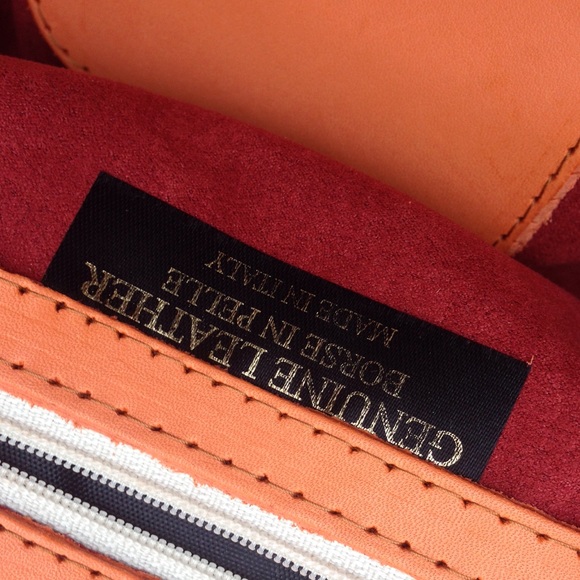 GENUINE LEATHER
BORSE IN PELLE
MADE IN ITALY